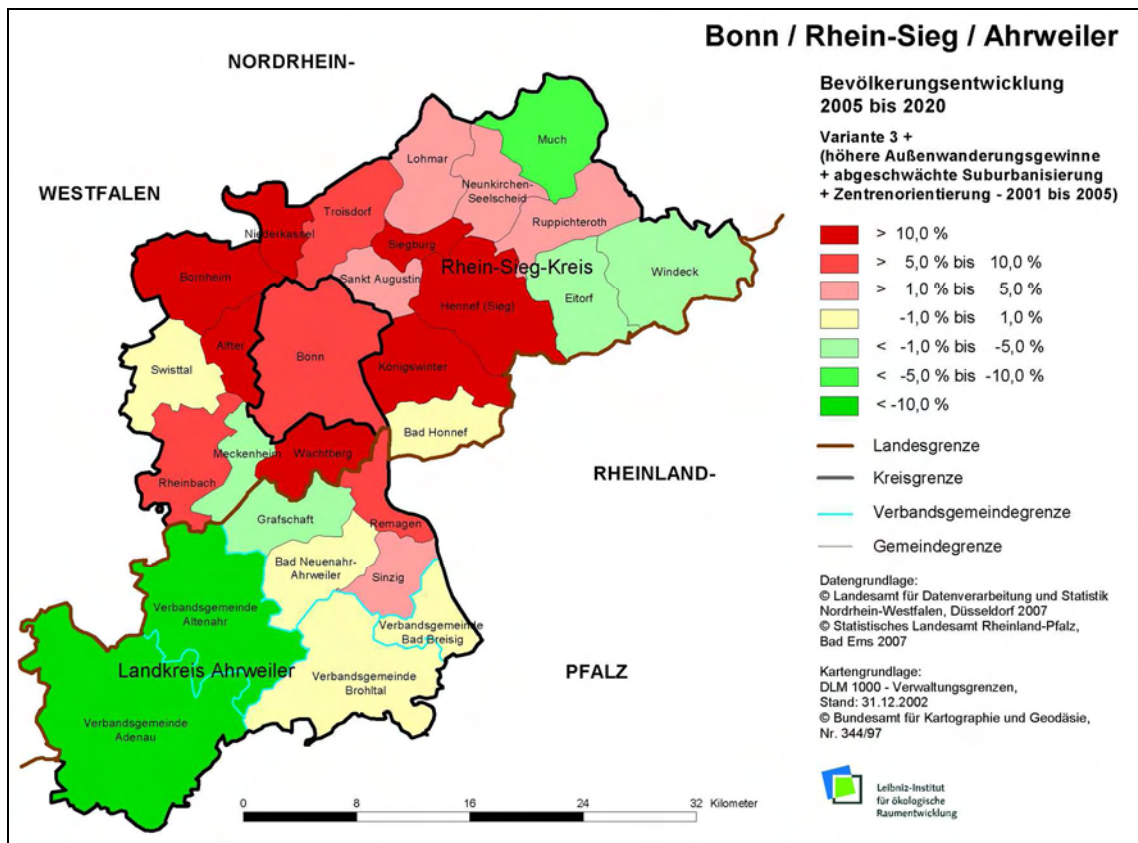 Bonn / Rhein-Sieg / Ahrweiler
NORDRHEIN-
WESTFALEN
RHEINLAND-
PFALZ
Much
Lohmar
Neunkirchen-
Seelscheid
Troisdorf
Ruppichteroth
Niederkassel
Siegburg
Rhein-Sieg-Kreis
Windeck
Bornheim
Sankt Augustin
Eitorf
Hennef (Sieg)
Alfter
Bonn
Swisttal
Königswinter
Bad Honnef
Meckenheim
Wachtberg
Rheinbach
Grafschaft
Remagen
Bad Neuenahr-
Ahrweiler
Sinzig
Verbandsgemeinde
Altenahr
Verbandsgemeinde
Bad Breisig
Landkreis Ahrweiler
Verbandsgemeinde
Brohltal
Verbandsgemeinde
Adenau
0 8 16 24 32 Kilometer
Bevölkerungsentwicklung
2005 bis 2020
Variante 3 +
(höhere Außenwanderungsgewinne
+ abgeschwächte Suburbanisierung
+ Zentrenorientierung - 2001 bis 2005)
> 10,0 %
> 5,0 % bis 10,0 %
> 1,0 % bis 5,0 %
-1,0 % bis 1,0 %
< -1,0 % bis -5,0 %
< -5,0 % bis -10,0 %
< -10,0 %
Landesgrenze
Kreisgrenze
Verbandsgemeindegrenze
Gemeindegrenze
Datengrundlage:
© Landesamt für Datenverarbeitung und Statistik
Nordrhein-Westfalen, Düsseldorf 2007
© Statistisches Landesamt Rheinland-Pfalz,
Bad Ems 2007
Kartengrundlage:
DLM 1000 - Verwaltungsgrenzen,
Stand: 31.12.2002
© Bundesamt für Kartographie und Geodäsie,
Nr. 344/97
Leibniz-Institut
für ökologische
Raumentwicklung